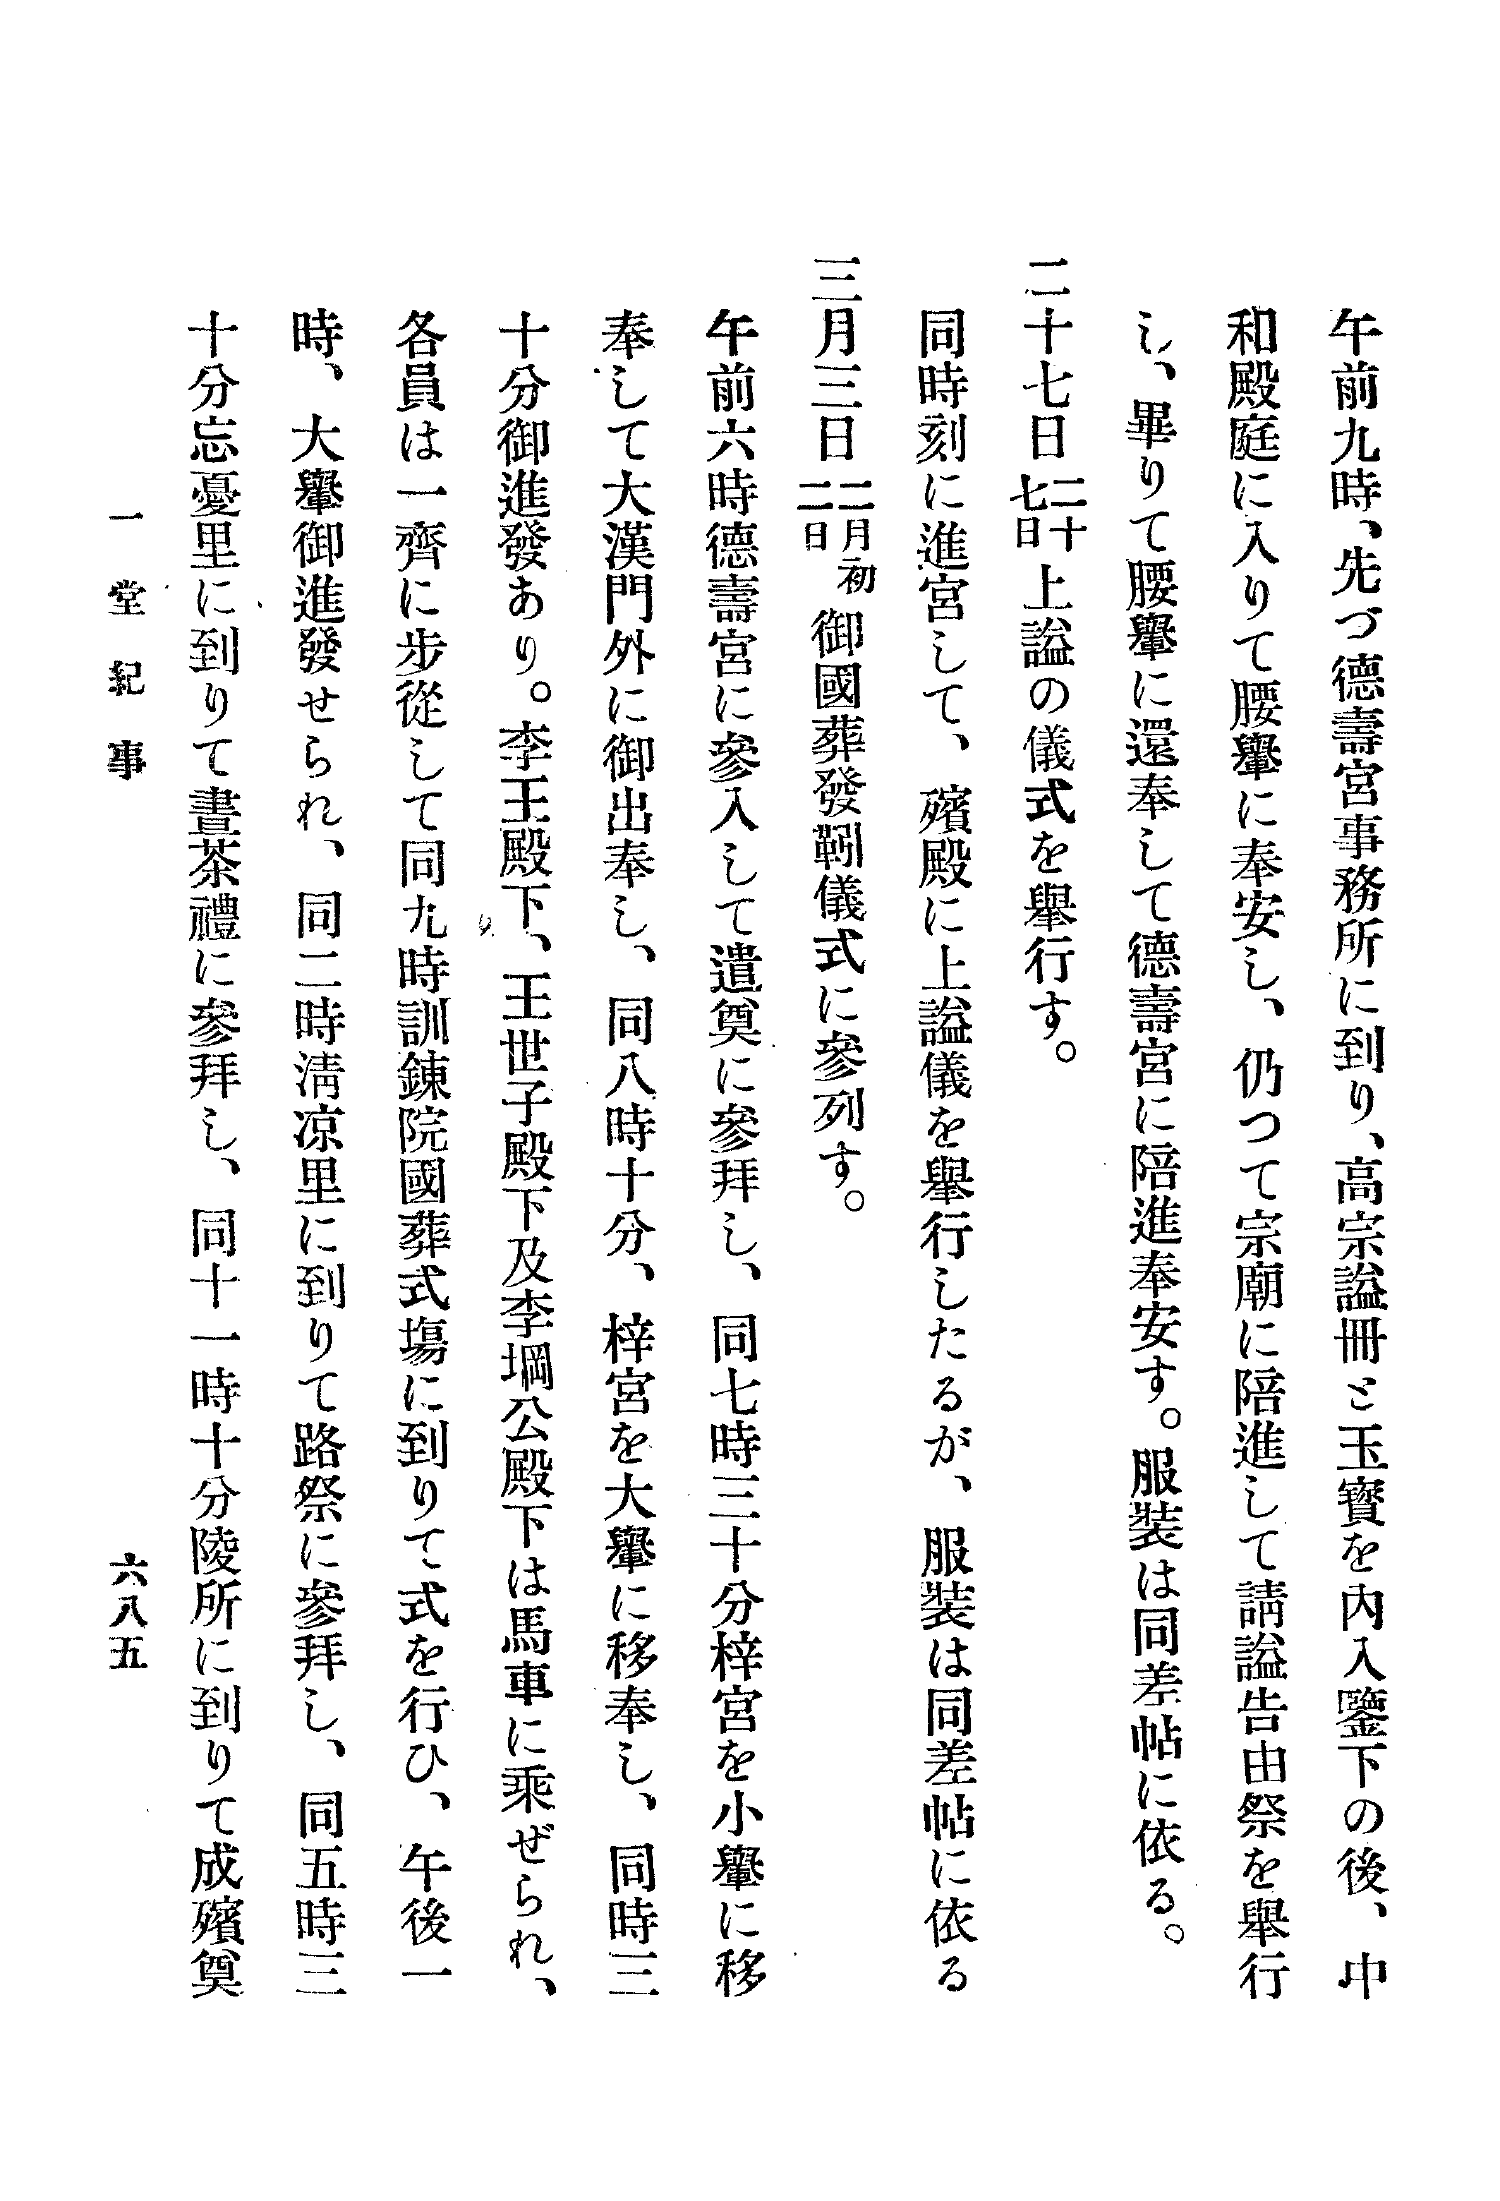 午前九時、先づ德壽宮事務所に到り、高宗諡冊と玉寶を內入鑒下の後、中
和殿庭に入りて腰轝に奉安し、仍つて宗廟に陪進して請諡告由祭を舉行
し、畢りて腰轝に還奉して德壽宮に陪進奉安す。服裝は同差帖に依る。
二十七日二十七日上諡の儀式を舉行す。
同時刻に進宮して、殯殿に上諡儀を舉行したるが、服裝は同差帖に依る
三月三日二月初二日御國葬發靷儀式に參列す。
午前六時德壽宮に參入して遣奠に參拜し、同七時三十分梓宮を小轝に移
奉して大漢門外に御出奉し、同八時十分、梓宮を大轝に移奉し、同時三
十分御進發あり。李王殿下、王世子殿下及李堈公殿下は馬車に乘ぜられ、
各員は一齊に步從して同九時訓鍊院國葬式塲に到りて式を行ひ、午後一
時、大轝御進發せられ、同二時淸凉里に到りて路祭に參拜し、同五時三
十分忘憂里に到りて晝茶禮に參拜し、同十一時十分陵所に到りて成殯奠
一堂紀事
六八五